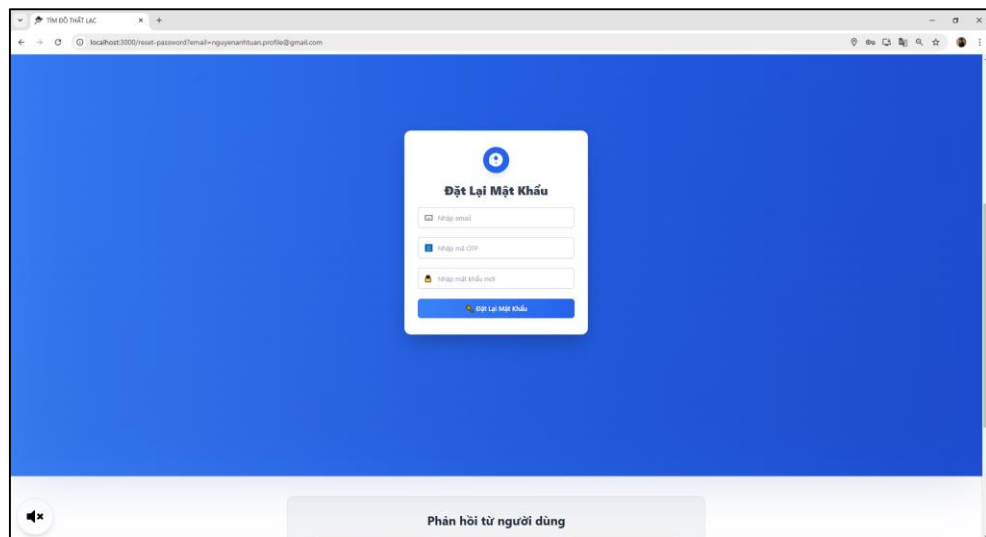 TÌM ĐỒ THẤT LẠC
localhost:3000/reset-password?email=nguyenanhtuan.profile@gmail.com
Đặt Lại Mật Khẩu
Nhập email
Nhập mã OTP
Nhập mật khẩu mới
Đặt Lại Mật Khẩu
Phản hồi từ người dùng